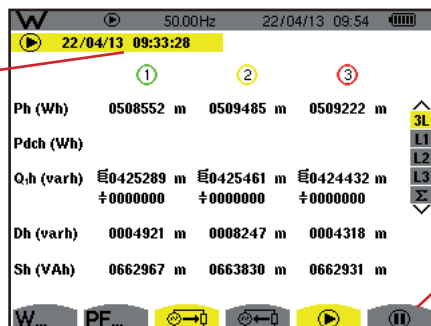 W 50.00Hz 22/04/13 09:54
22/04/13 09:33:28
1 2 3
Ph (Wh) 0508552 m 0509485 m 0509222 m
3L
Pdch (Wh)
L1
L2
Q₁h (varh) 0425289 m 0425461 m 0424432 m
L3
÷0000000 ÷0000000 ÷0000000
Σ
Dh (varh) 0004921 m 0008247 m 0004318 m
Sh (VAh) 0662967 m 0663830 m 0662931 m
W... PF...